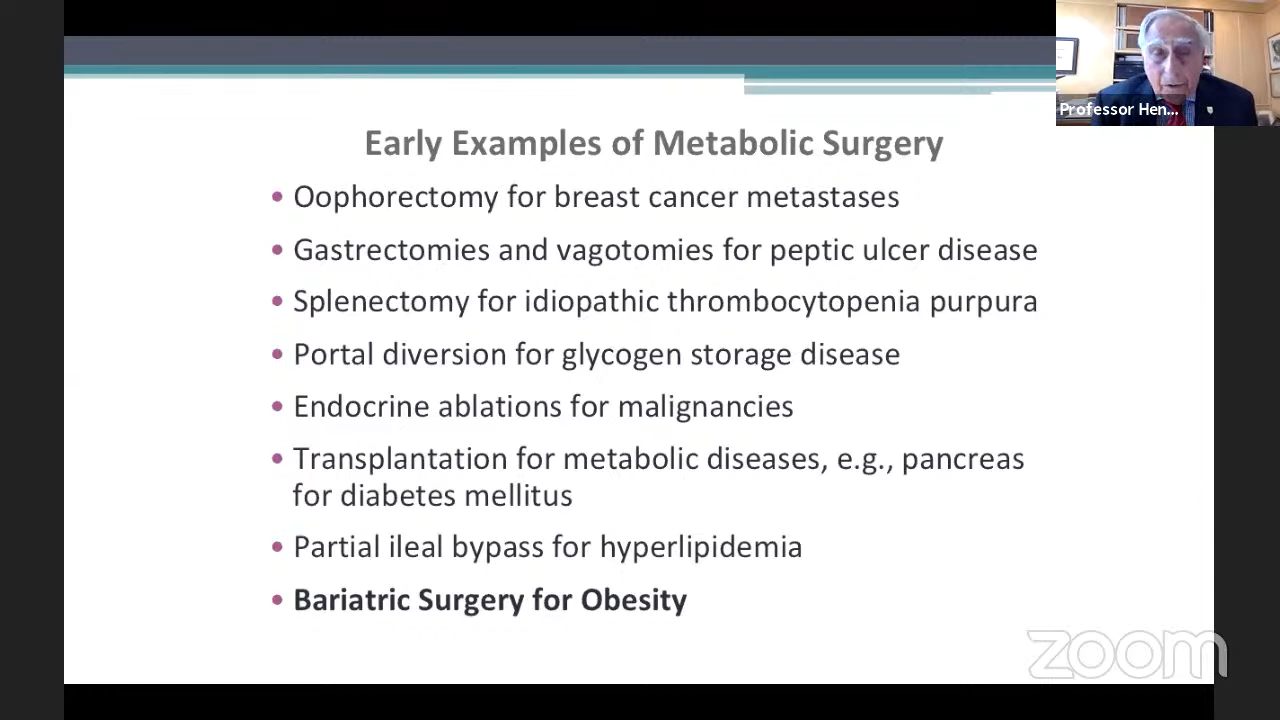 Professor Hen...
Early Examples of Metabolic Surgery
• Oophorectomy for breast cancer metastases
• Gastrectomies and vagotomies for peptic ulcer disease
• Splenectomy for idiopathic thrombocytopenia purpura
• Portal diversion for glycogen storage disease
• Endocrine ablations for malignancies
• Transplantation for metabolic diseases, e.g., pancreas
for diabetes mellitus
• Partial ileal bypass for hyperlipidemia
• Bariatric Surgery for Obesity
zoom